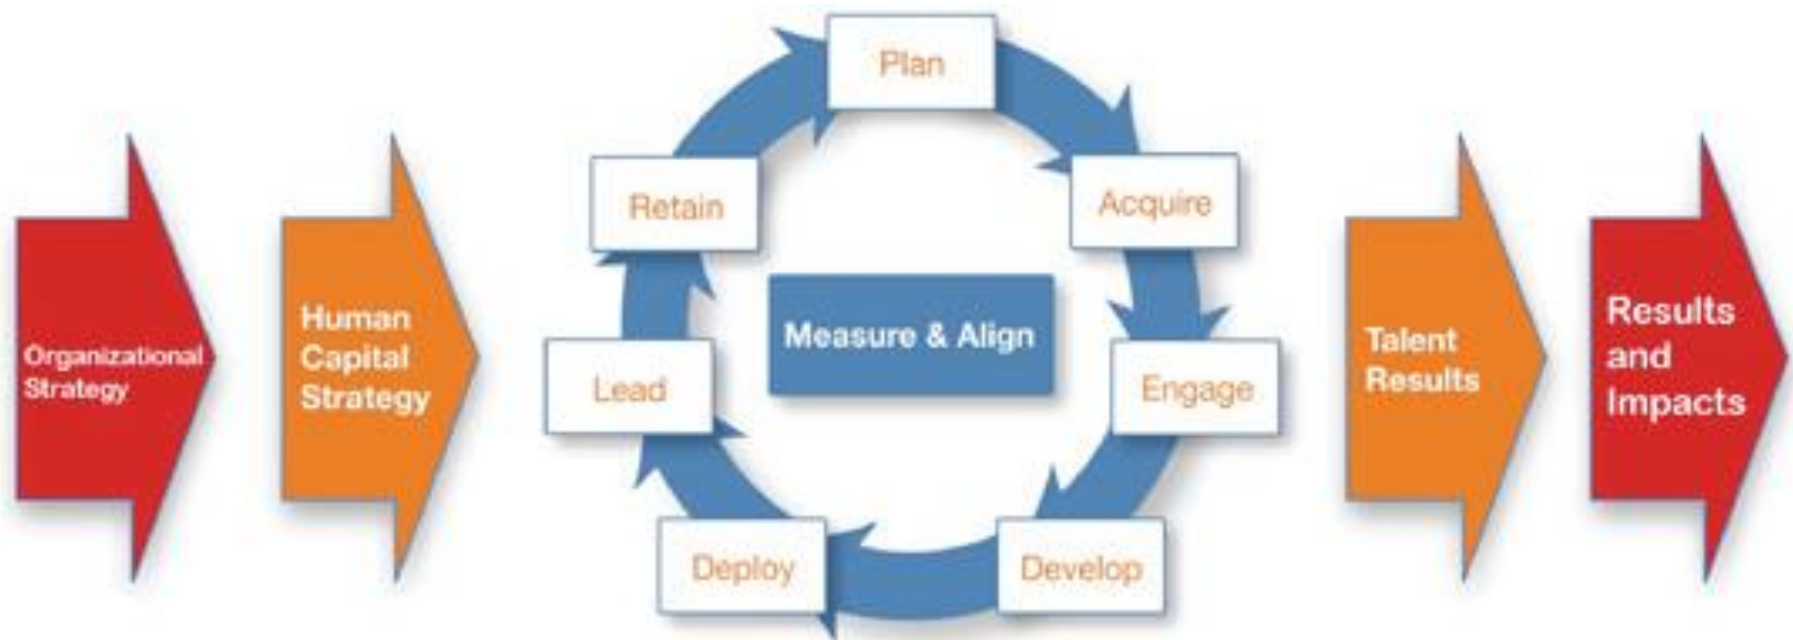 Organizational
Strategy
Human
Capital
Strategy
Plan
Acquire
Engage
Develop
Deploy
Lead
Retain
Measure & Align
Talent
Results
Results
and
Impacts